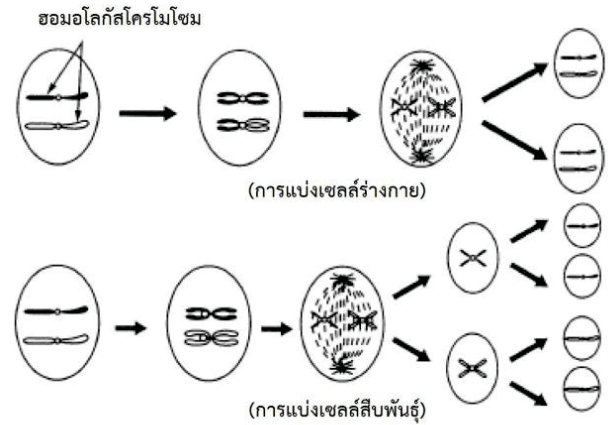 ฮอมอโลกัสโครโมโซม
(การแบ่งเซลล์ร่างกาย)
(การแบ่งเซลล์สืบพันธุ์)